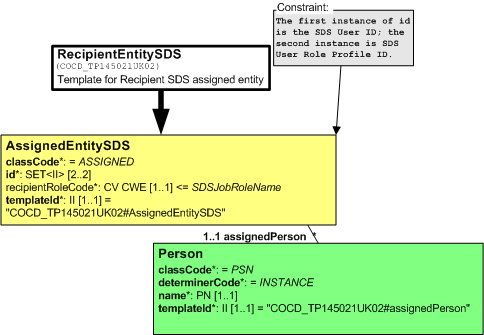 Constraint:
The first instance of id
is the SDS User ID; the
second instance is SDS
User Role Profile ID.
RecipientEntitySDS
(COCD_TP145021UK02)
Template for Recipient SDS assigned entity
AssignedEntitySDS
classCode*: = ASSIGNED
id*: SET<II> [2..2]
recipientRoleCode*: CV CWE [1..1] <= SDSJobRoleName
templateId*: II [1..1] =
"COCD_TP145021UK02#AssignedEntitySDS"
1..1 assignedPerson *
Person
classCode*: = PSN
determinerCode*: = INSTANCE
name*: PN [1..1]
templateId*: II [1..1] = "COCD_TP145021UK02#assignedPerson"